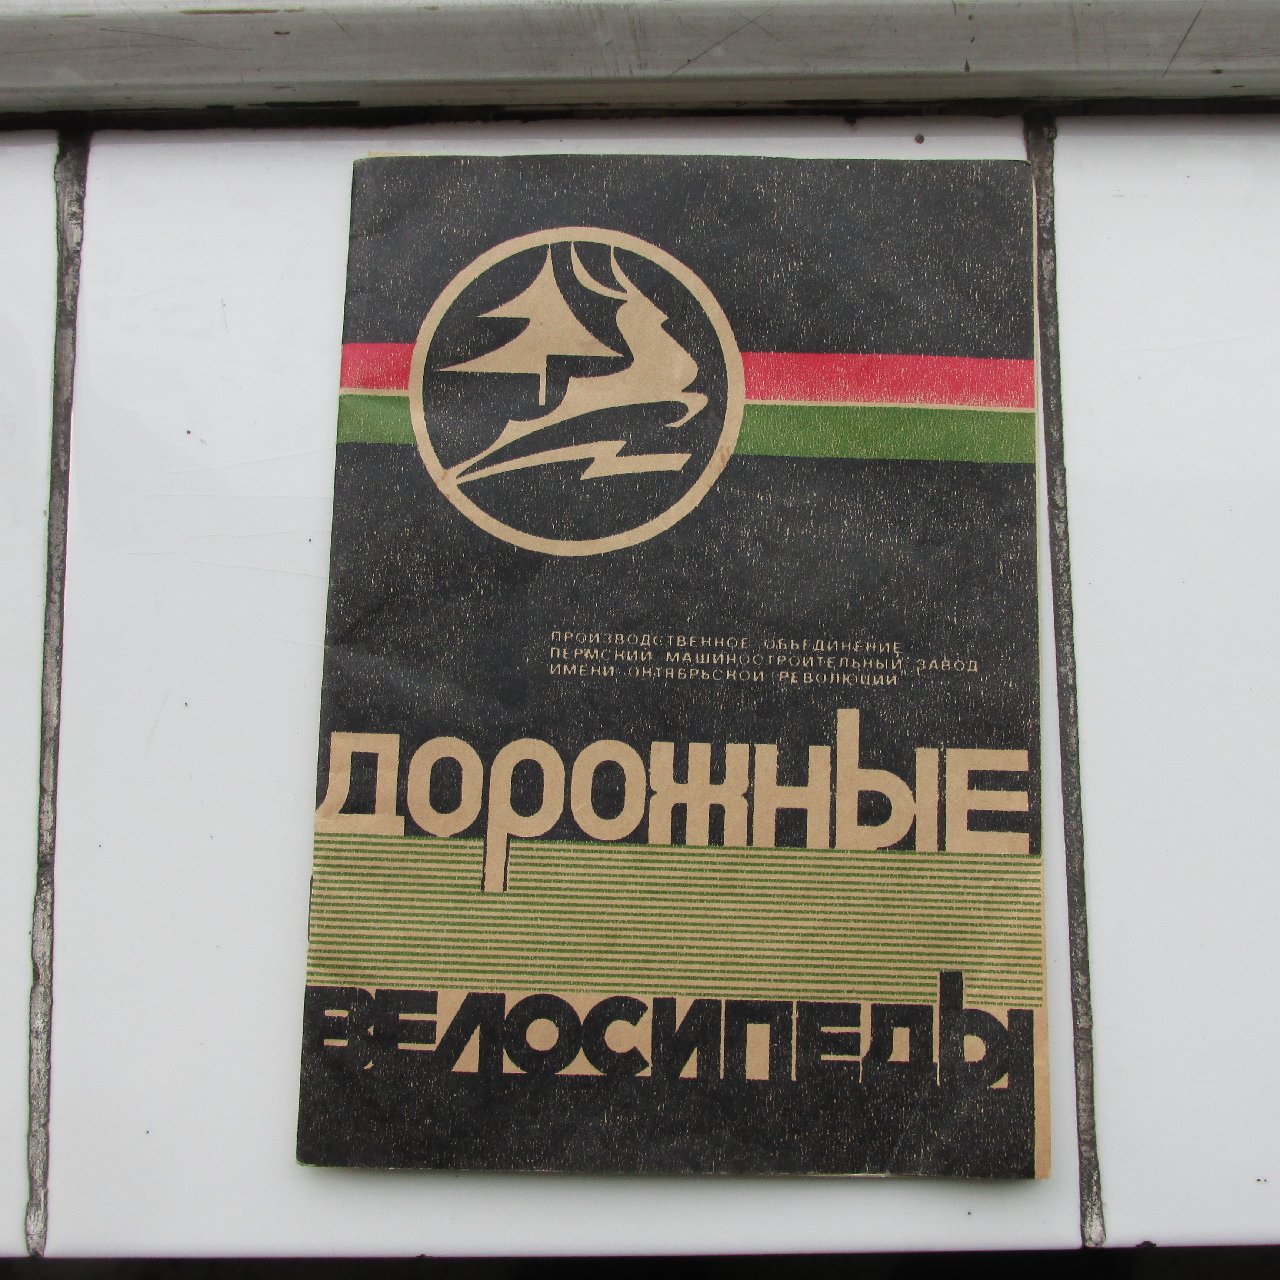 ПРОИЗВОДСТВЕННОЕ ОБЪЕДИНЕНИЕ
ПЕРМСКИЙ МАШИНОСТРОИТЕЛЬНЫЙ ЗАВОД
ИМЕНИ ОКТЯБРЬСКОЙ РЕВОЛЮЦИИ
ДОРОЖНЫЕ
ВЕЛОСИПЕДЫ